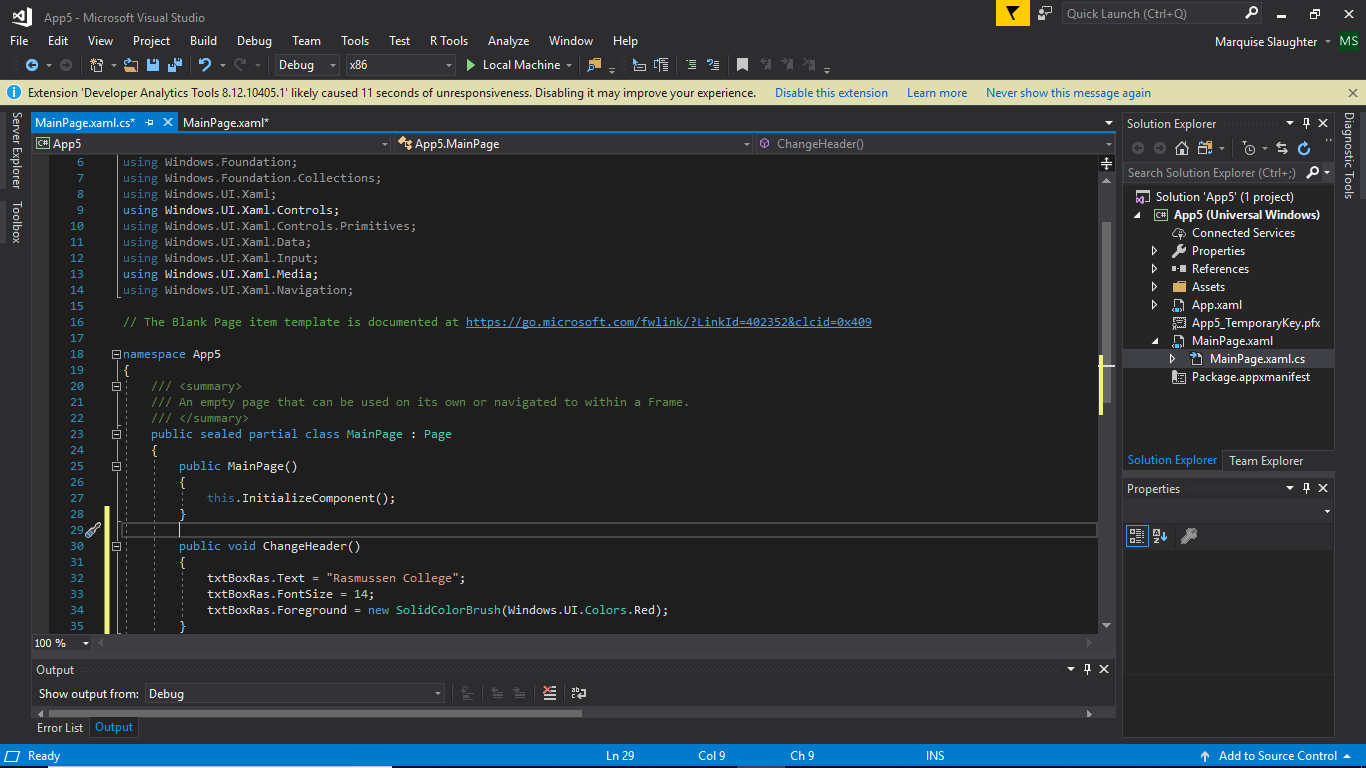 App5 - Microsoft Visual Studio
Quick Launch (Ctrl+Q)
File Edit View Project Build Debug Team Tools Test R Tools Analyze Window Help
Marquise Slaughter MS
Debug x86 Local Machine
Extension 'Developer Analytics Tools 8.12.10405.1' likely caused 11 seconds of unresponsiveness. Disabling it may improve your experience. Disable this extension Learn more Never show this message again
Server Explorer
Toolbox
MainPage.xaml.cs* MainPage.xaml*
C# App5 App5.MainPage ChangeHeader()
6 using Windows.Foundation;
7 using Windows.Foundation.Collections;
8 using Windows.UI.Xaml;
9 using Windows.UI.Xaml.Controls;
10 using Windows.UI.Xaml.Controls.Primitives;
11 using Windows.UI.Xaml.Data;
12 using Windows.UI.Xaml.Input;
13 using Windows.UI.Xaml.Media;
14 using Windows.UI.Xaml.Navigation;
15
16 // The Blank Page item template is documented at https://go.microsoft.com/fwlink/?LinkId=402352&clcid=0x409
17
18 namespace App5
19 {
20 /// <summary>
21 /// An empty page that can be used on its own or navigated to within a Frame.
22 /// </summary>
23 public sealed partial class MainPage : Page
24 {
25 public MainPage()
26 {
27 this.InitializeComponent();
28 }
29
30 public void ChangeHeader()
31 {
32 txtBoxRas.Text = "Rasmussen College";
33 txtBoxRas.FontSize = 14;
34 txtBoxRas.Foreground = new SolidColorBrush(Windows.UI.Colors.Red);
35 }
100 %
Output
Show output from: Debug
Error List Output
Solution Explorer
Search Solution Explorer (Ctrl+;)
Solution 'App5' (1 project)
C# App5 (Universal Windows)
Connected Services
Properties
References
Assets
App.xaml
App5_TemporaryKey.pfx
MainPage.xaml
MainPage.xaml.cs
Package.appxmanifest
Solution Explorer Team Explorer
Properties
Diagnostic Tools
Ready Ln 29 Col 9 Ch 9 INS Add to Source Control